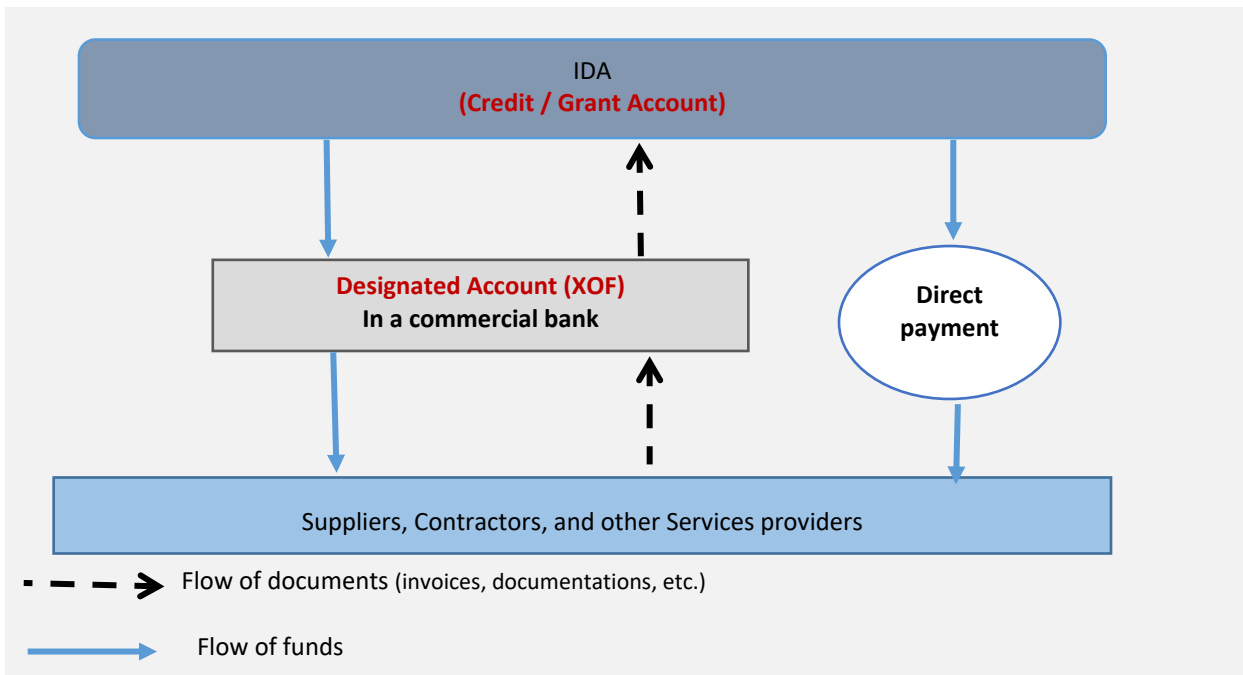 IDA
(Credit / Grant Account)
Designated Account (XOF)
In a commercial bank
Direct
payment
Suppliers, Contractors, and other Services providers
Flow of documents (invoices, documentations, etc.)
Flow of funds